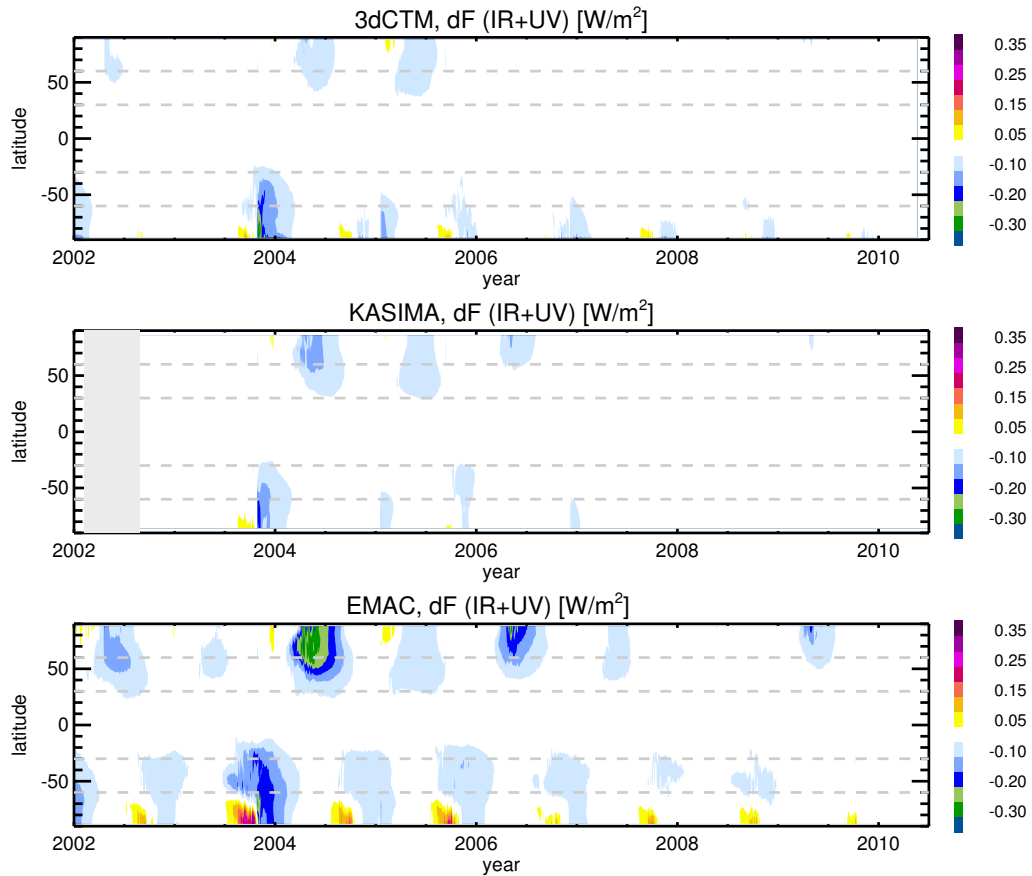 3dCTM, dF (IR+UV) [W/m²]
latitude
50
0
-50
2002 2004 2006 2008 2010
year
0.35
0.25
0.15
0.05
-0.10
-0.20
-0.30
KASIMA, dF (IR+UV) [W/m²]
latitude
50
0
-50
2002 2004 2006 2008 2010
year
0.35
0.25
0.15
0.05
-0.10
-0.20
-0.30
EMAC, dF (IR+UV) [W/m²]
latitude
50
0
-50
2002 2004 2006 2008 2010
year
0.35
0.25
0.15
0.05
-0.10
-0.20
-0.30